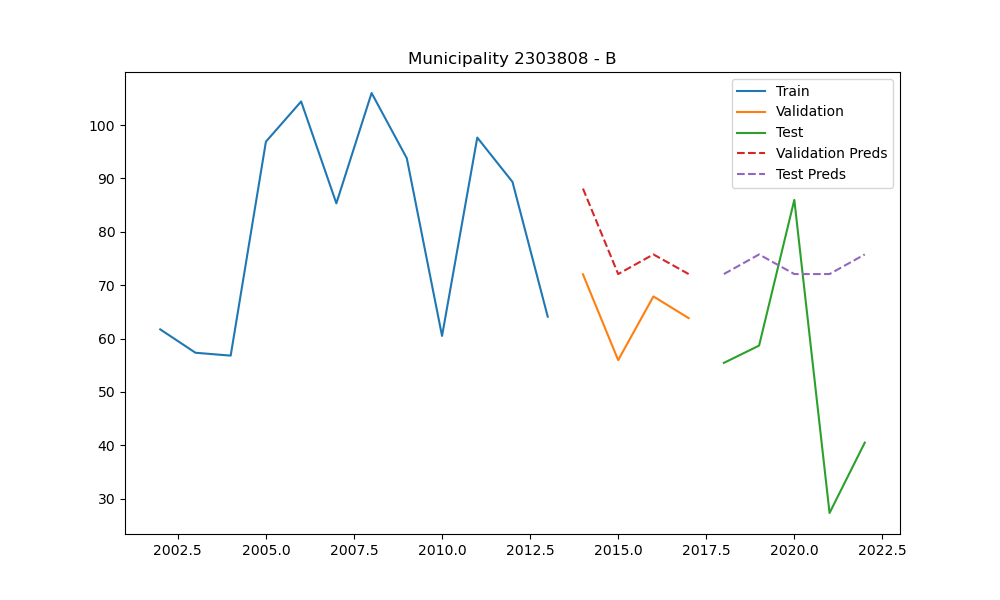 Municipality 2303808 - B
Train
Validation
Test
Validation Preds
Test Preds
100
90
80
70
60
50
40
30
2002.5 2005.0 2007.5 2010.0 2012.5 2015.0 2017.5 2020.0 2022.5